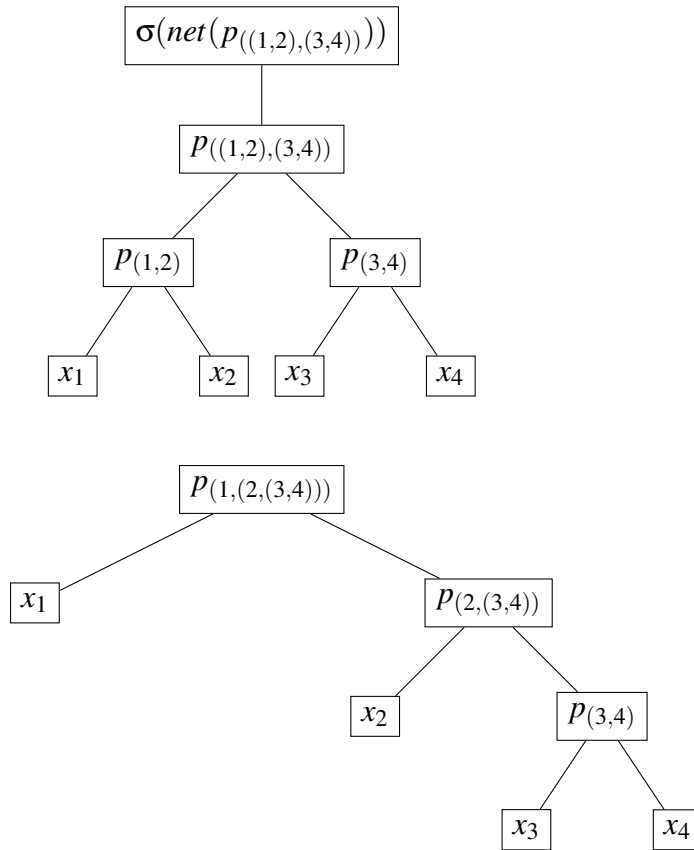 σ(net(p((1,2),(3,4))))
p((1,2),(3,4))
p(1,2) p(3,4)
x1 x2 x3 x4
p(1,(2,(3,4)))
x1 p(2,(3,4))
x2 p(3,4)
x3 x4